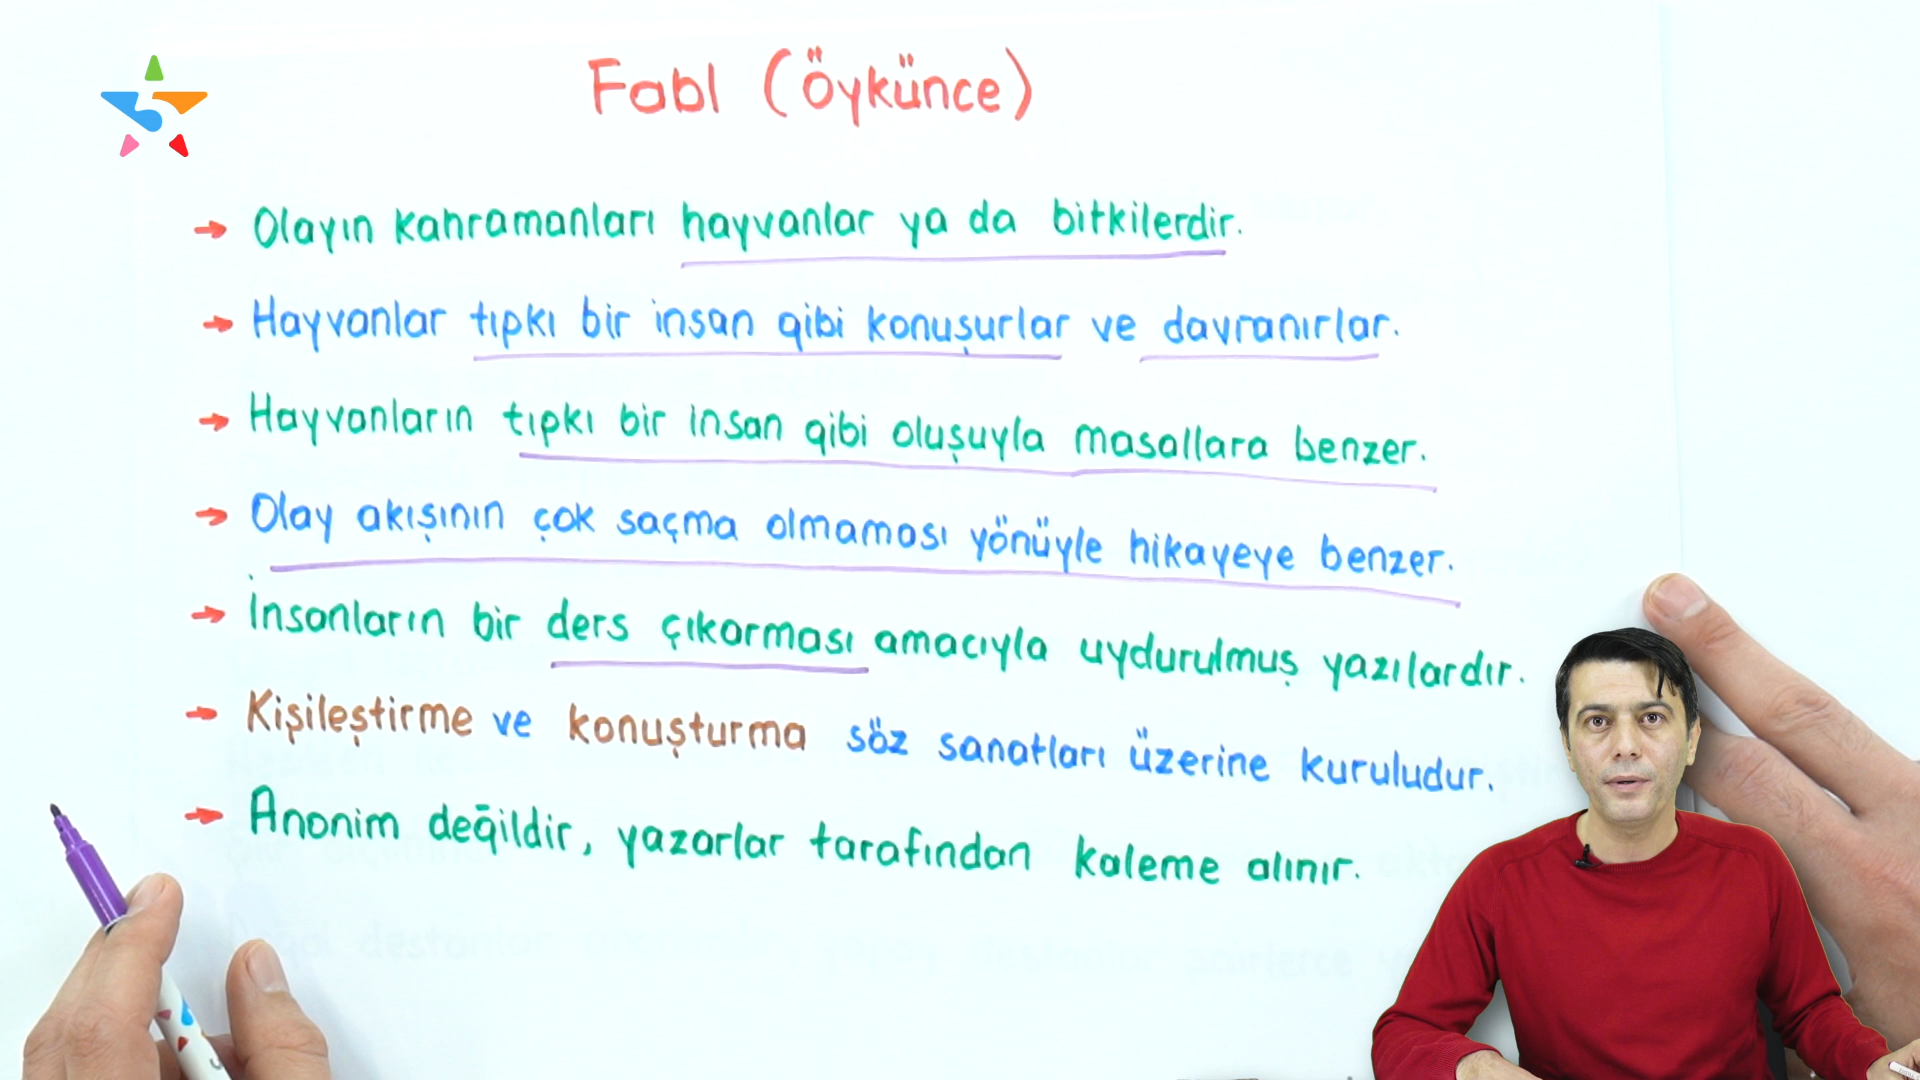 Fabl (Öykünce)
→ Olayın kahramanları hayvanlar ya da bitkilerdir.
→ Hayvanlar tıpkı bir insan gibi konuşurlar ve davranırlar.
→ Hayvanların tıpkı bir insan gibi oluşuyla masallara benzer.
→ Olay akışının çok saçma olmaması yönüyle hikayeye benzer.
→ İnsanların bir ders çıkarması amacıyla uydurulmuş yazılardır.
→ Kişileştirme ve konuşturma söz sanatları üzerine kuruludur.
→ Anonim değildir, yazarlar tarafından kaleme alınır.